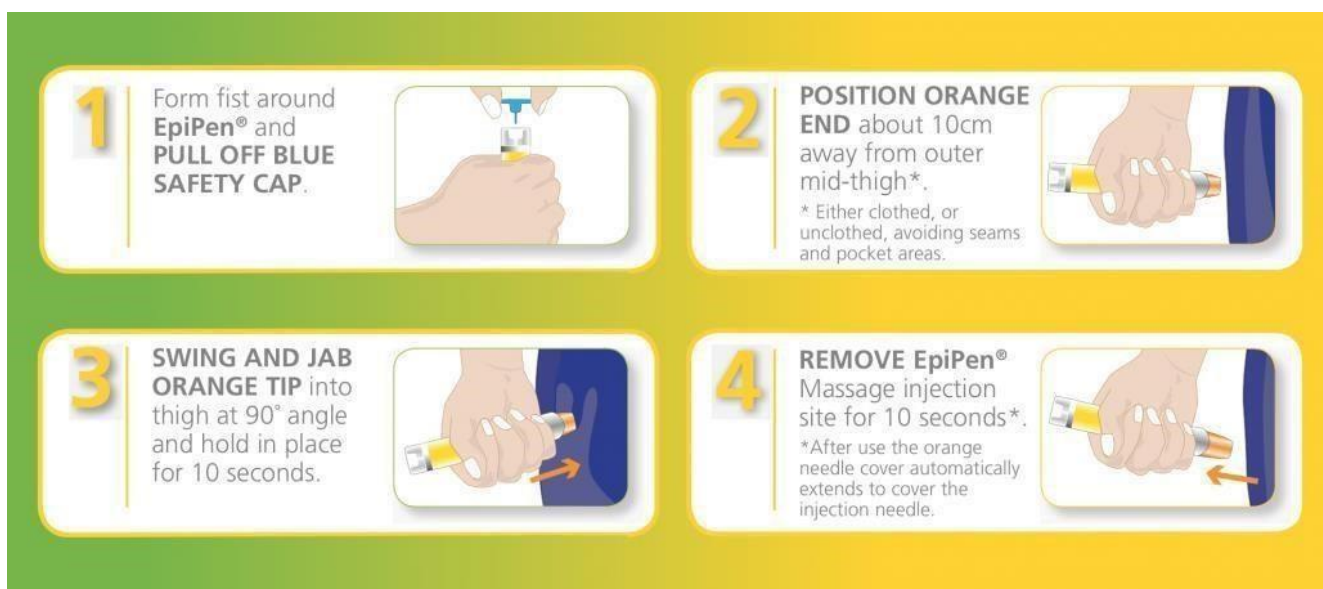 1
Form fist around
EpiPen® and
PULL OFF BLUE
SAFETY CAP.
2
POSITION ORANGE
END about 10cm
away from outer
mid-thigh*.
* Either clothed, or
unclothed, avoiding seams
and pocket areas.
3
SWING AND JAB
ORANGE TIP into
thigh at 90° angle
and hold in place
for 10 seconds.
4
REMOVE EpiPen®
Massage injection
site for 10 seconds*.
*After use the orange
needle cover automatically
extends to cover the
injection needle.